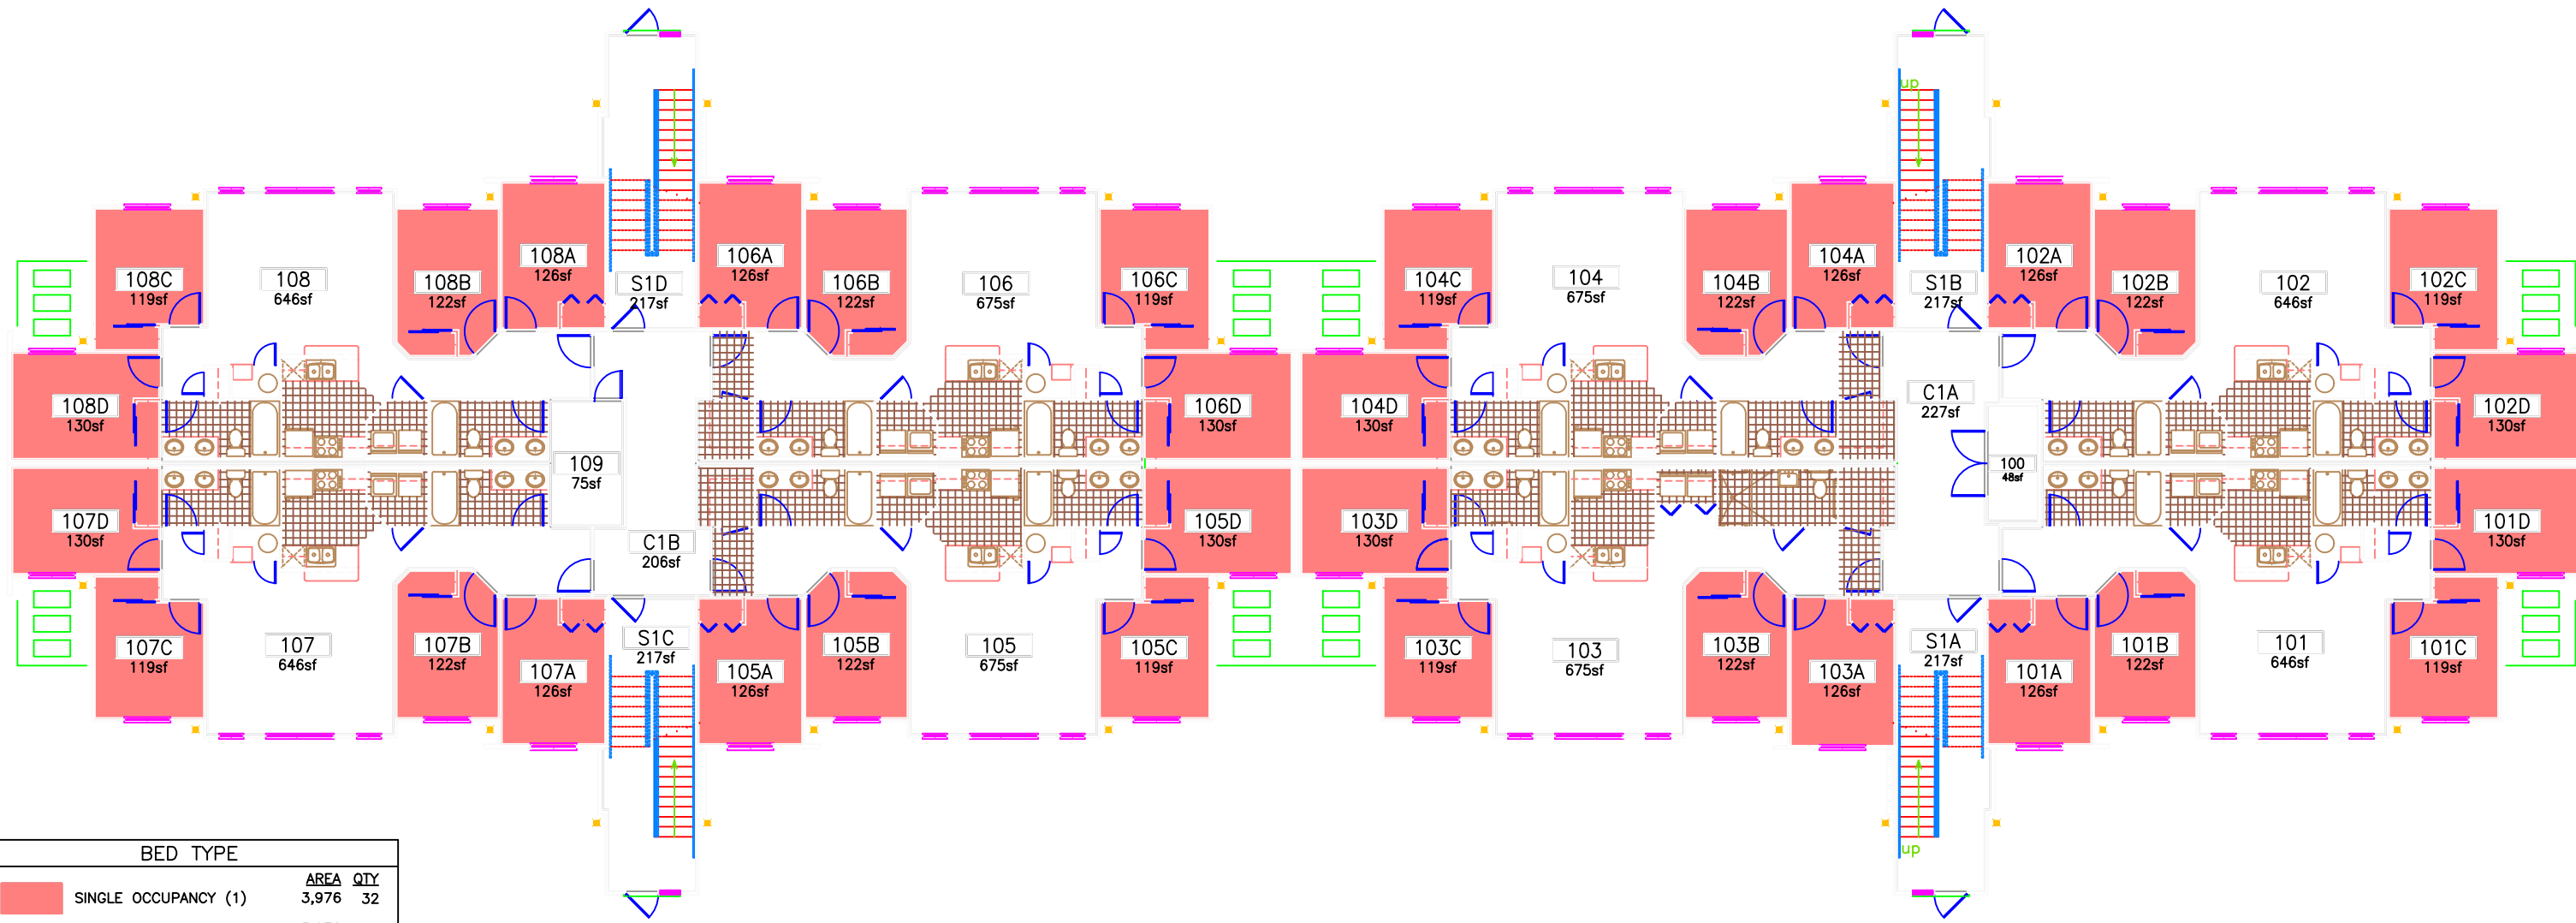 up
108A
126sf
106A
126sf
104A
126sf
102A
126sf
108C
119sf
108
646sf
108B
122sf
S1D
217sf
106B
122sf
106
675sf
106C
119sf
104C
119sf
104
675sf
104B
122sf
S1B
217sf
102B
122sf
102
646sf
102C
119sf
108D
130sf
106D
130sf
104D
130sf
C1A
227sf
102D
130sf
109
75sf
100
48sf
107D
130sf
C1B
206sf
105D
130sf
103D
130sf
101D
130sf
107C
119sf
107
646sf
107B
122sf
S1C
217sf
105B
122sf
105
675sf
105C
119sf
103C
119sf
103
675sf
103B
122sf
S1A
217sf
101B
122sf
101
646sf
101C
119sf
107A
126sf
105A
126sf
103A
126sf
101A
126sf
up
BED TYPE
AREA QTY
SINGLE OCCUPANCY (1) 3,976 32